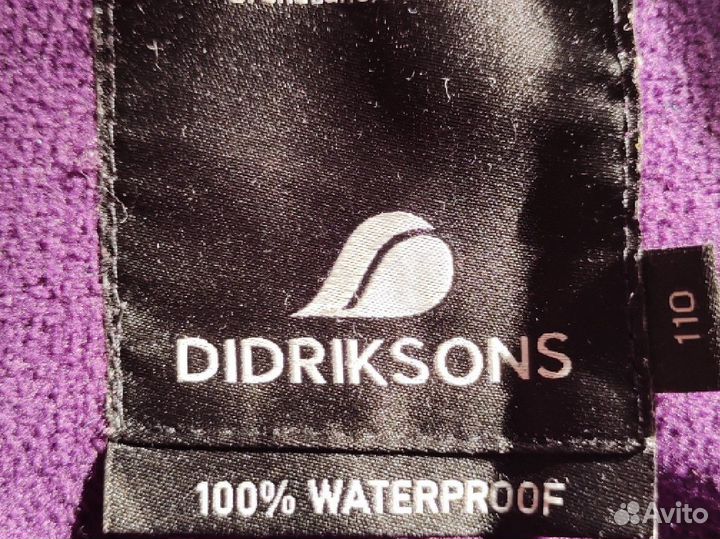 DIDRIKSONS
110
100% WATERPROOF
Avito